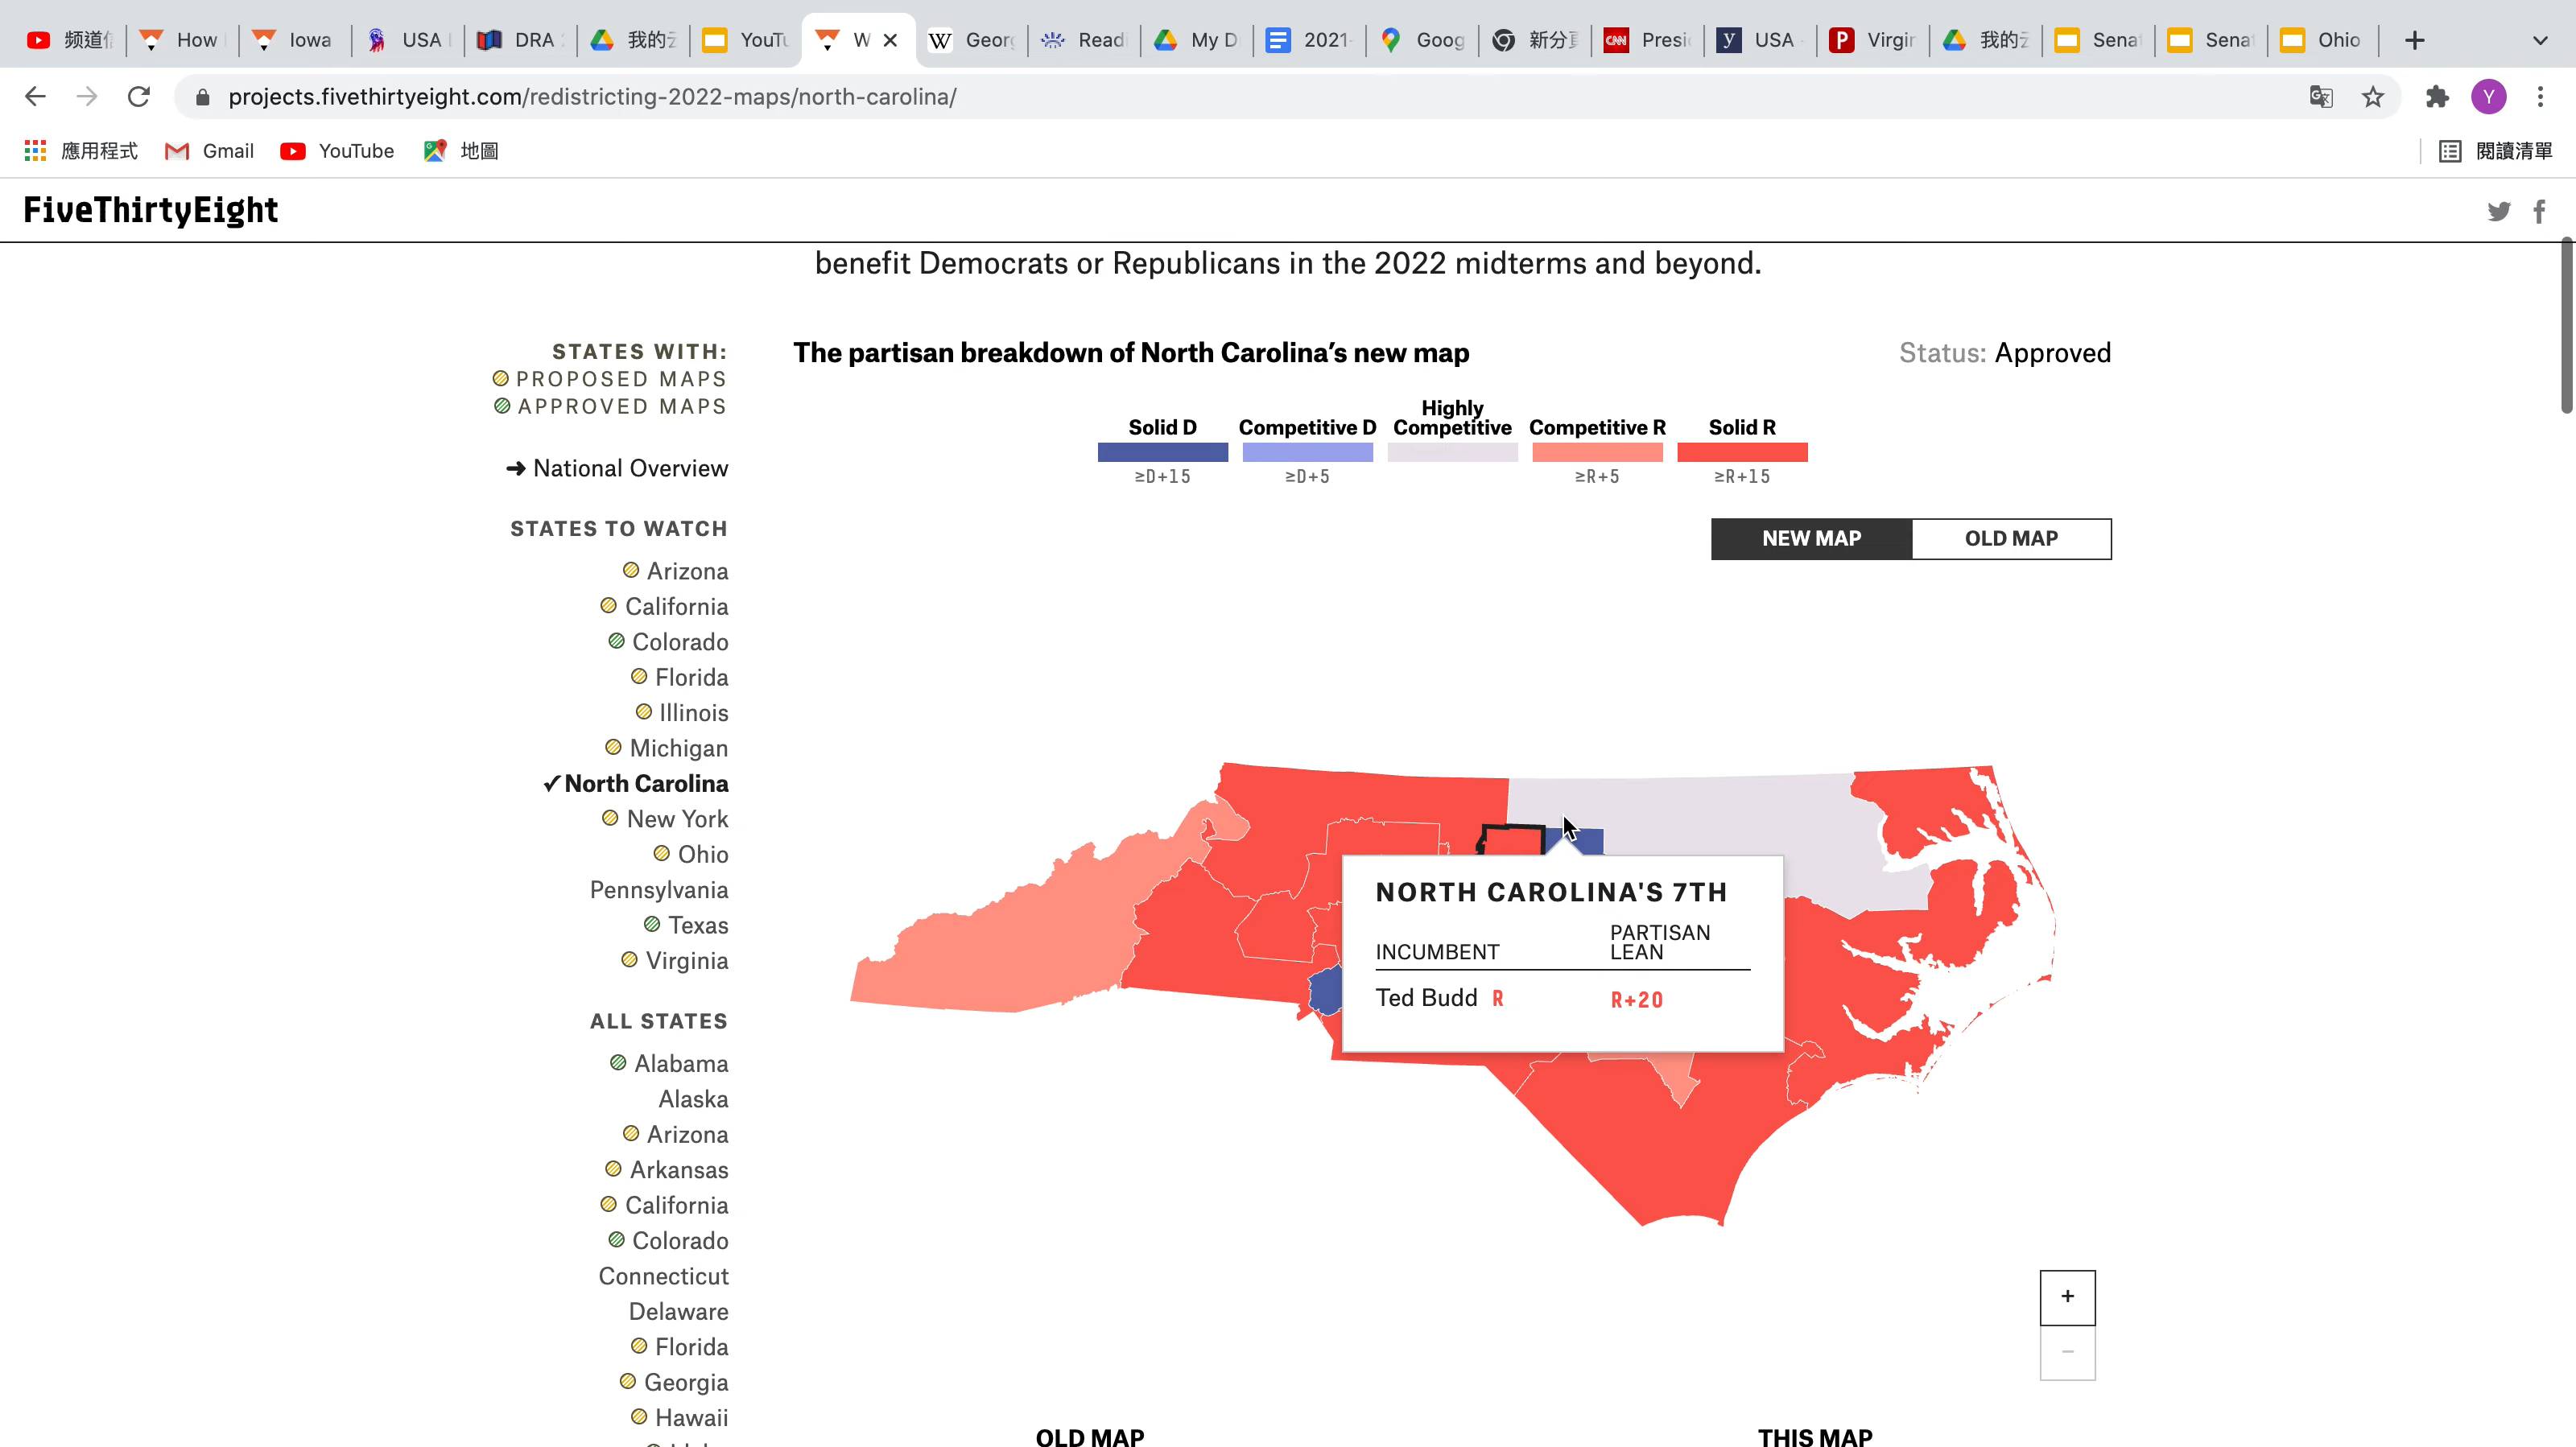 频道
How
Iowa
USA
DRA
我的
YouTu
W
Georg
Read
My D
2021-
Goog
新分
Presi
USA
Virgir
我的
Sena
Sena
Ohio
projects.fivethirtyeight.com/redistricting-2022-maps/north-carolina/
Y
應用程式
Gmail
YouTube
地圖
閱讀清單
FiveThirtyEight
benefit Democrats or Republicans in the 2022 midterms and beyond.
STATES WITH:
PROPOSED MAPS
APPROVED MAPS
→ National Overview
STATES TO WATCH
Arizona
California
Colorado
Florida
Illinois
Michigan
✓ North Carolina
New York
Ohio
Pennsylvania
Texas
Virginia
ALL STATES
Alabama
Alaska
Arizona
Arkansas
California
Colorado
Connecticut
Delaware
Florida
Georgia
Hawaii
The partisan breakdown of North Carolina’s new map
Status: Approved
Solid D
Competitive D
Highly
Competitive
Competitive R
Solid R
≥D+15
≥D+5
≥R+5
≥R+15
NEW MAP
OLD MAP
NORTH CAROLINA'S 7TH
INCUMBENT
PARTISAN
LEAN
Ted Budd R
R+20
+
−
OLD MAP
THIS MAP